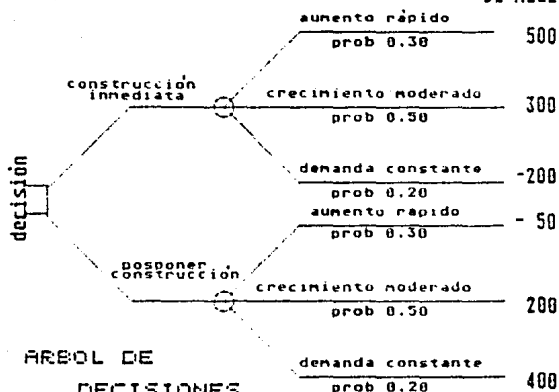 aumento rápido
prob 0.30
500
construcción
inmediata
crecimiento moderado
prob 0.50
300
demanda constante
prob 0.20
-200
decisión
aumento rapido
prob 0.30
- 50
posponer
construcción
crecimiento moderado
prob 0.50
200
ARBOL DE
DECISIONES
demanda constante
prob 0.20
400